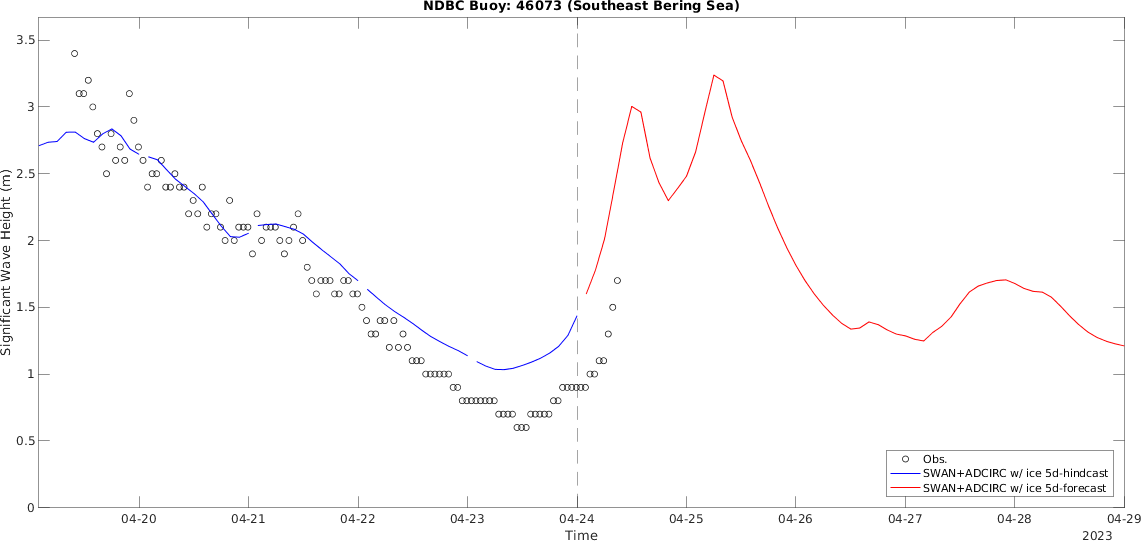 NDBC Buoy: 46073 (Southeast Bering Sea)
Significant Wave Height (m)
3.5
3
2.5
2
1.5
1
0.5
0
Obs.
SWAN+ADCIRC w/ ice 5d-hindcast
SWAN+ADCIRC w/ ice 5d-forecast
04-20 04-21 04-22 04-23 04-24 04-25 04-26 04-27 04-28 04-29
Time
2023